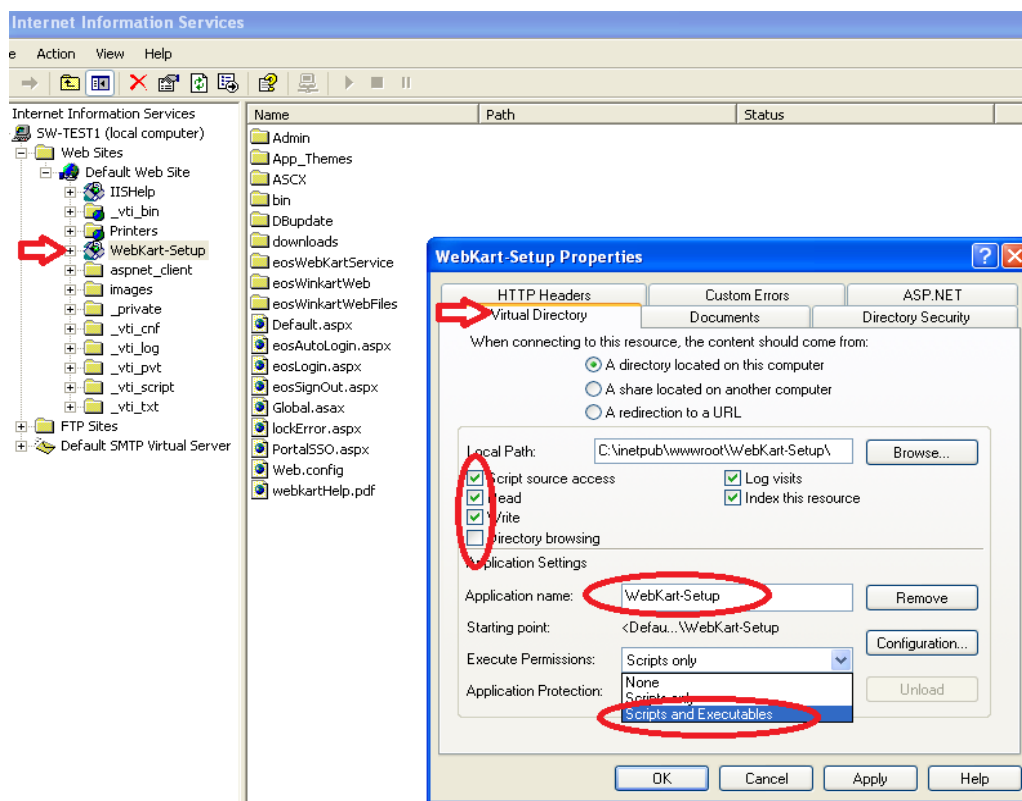 Internet Information Services
e Action View Help
Internet Information Services
SW-TEST1 (local computer)
Web Sites
Default Web Site
IISHelp
_vti_bin
Printers
WebKart-Setup
aspnet_client
images
_private
_vti_cnf
_vti_log
_vti_pvt
_vti_script
_vti_txt
FTP Sites
Default SMTP Virtual Server
Name Path Status
Admin
App_Themes
ASCX
bin
DBupdate
downloads
eosWebKartService
eosWinkartWeb
eosWinkartWebFiles
Default.aspx
eosAutoLogin.aspx
eosLogin.aspx
eosSignOut.aspx
Global.asax
lockError.aspx
PortalSSO.aspx
Web.config
webkartHelp.pdf
WebKart-Setup Properties
HTTP Headers Custom Errors ASP.NET
Virtual Directory Documents Directory Security
When connecting to this resource, the content should come from:
A directory located on this computer
A share located on another computer
A redirection to a URL
Local Path: C:\inetpub\wwwroot\WebKart-Setup\ Browse...
Script source access Log visits
Read Index this resource
Write
Directory browsing
Application Settings
Application name: WebKart-Setup Remove
Starting point: <Defau...\WebKart-Setup
Configuration...
Execute Permissions: Scripts only
None
Application Protection: Scripts only Unload
Scripts and Executables
OK Cancel Apply Help